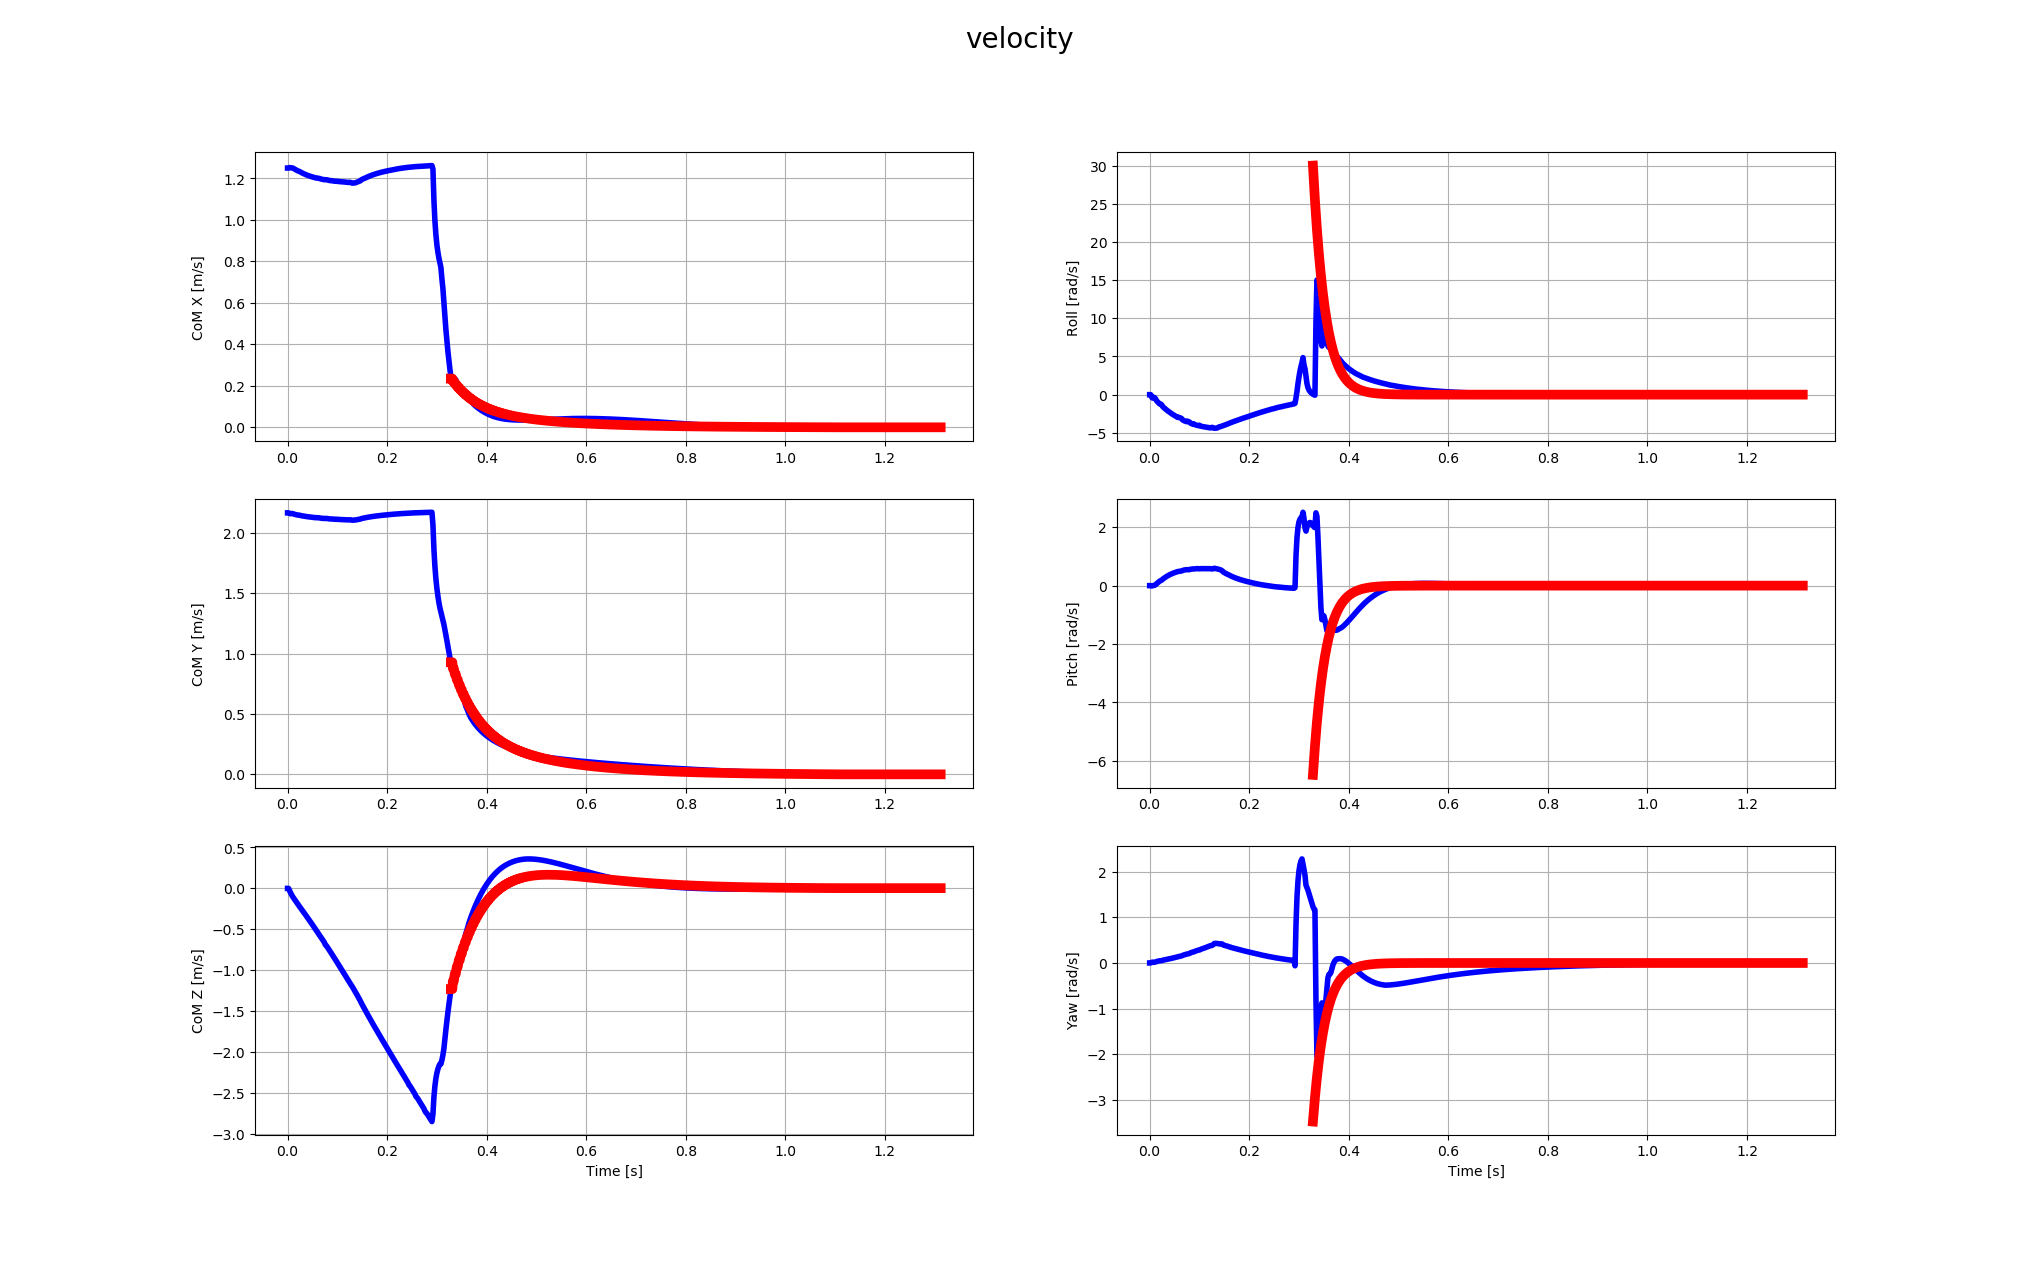 velocity
CoM X [m/s]
1.2
1.0
0.8
0.6
0.4
0.2
0.0
0.0 0.2 0.4 0.6 0.8 1.0 1.2
Roll [rad/s]
30
25
20
15
10
5
0
−5
0.0 0.2 0.4 0.6 0.8 1.0 1.2
CoM Y [m/s]
2.0
1.5
1.0
0.5
0.0
0.0 0.2 0.4 0.6 0.8 1.0 1.2
Pitch [rad/s]
2
0
−2
−4
−6
0.0 0.2 0.4 0.6 0.8 1.0 1.2
CoM Z [m/s]
0.5
0.0
−0.5
−1.0
−1.5
−2.0
−2.5
−3.0
0.0 0.2 0.4 0.6 0.8 1.0 1.2
Time [s]
Yaw [rad/s]
2
1
0
−1
−2
−3
0.0 0.2 0.4 0.6 0.8 1.0 1.2
Time [s]